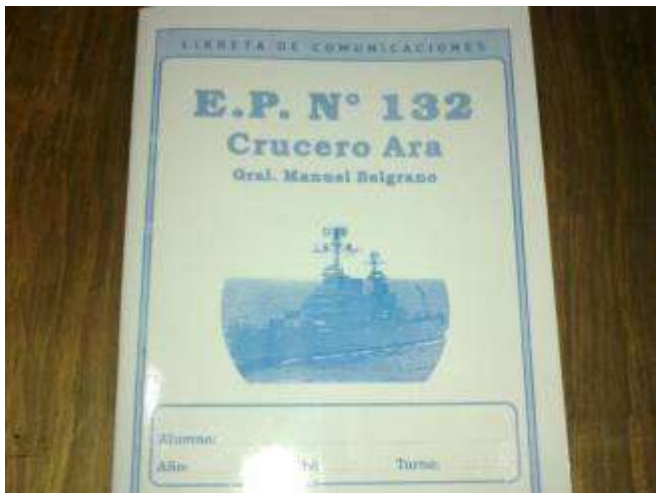 LIBRETA DE COMUNICACIONES
E.P. N° 132
Crucero Ara
Gral. Manuel Belgrano
Alumno:
Año: Turno: